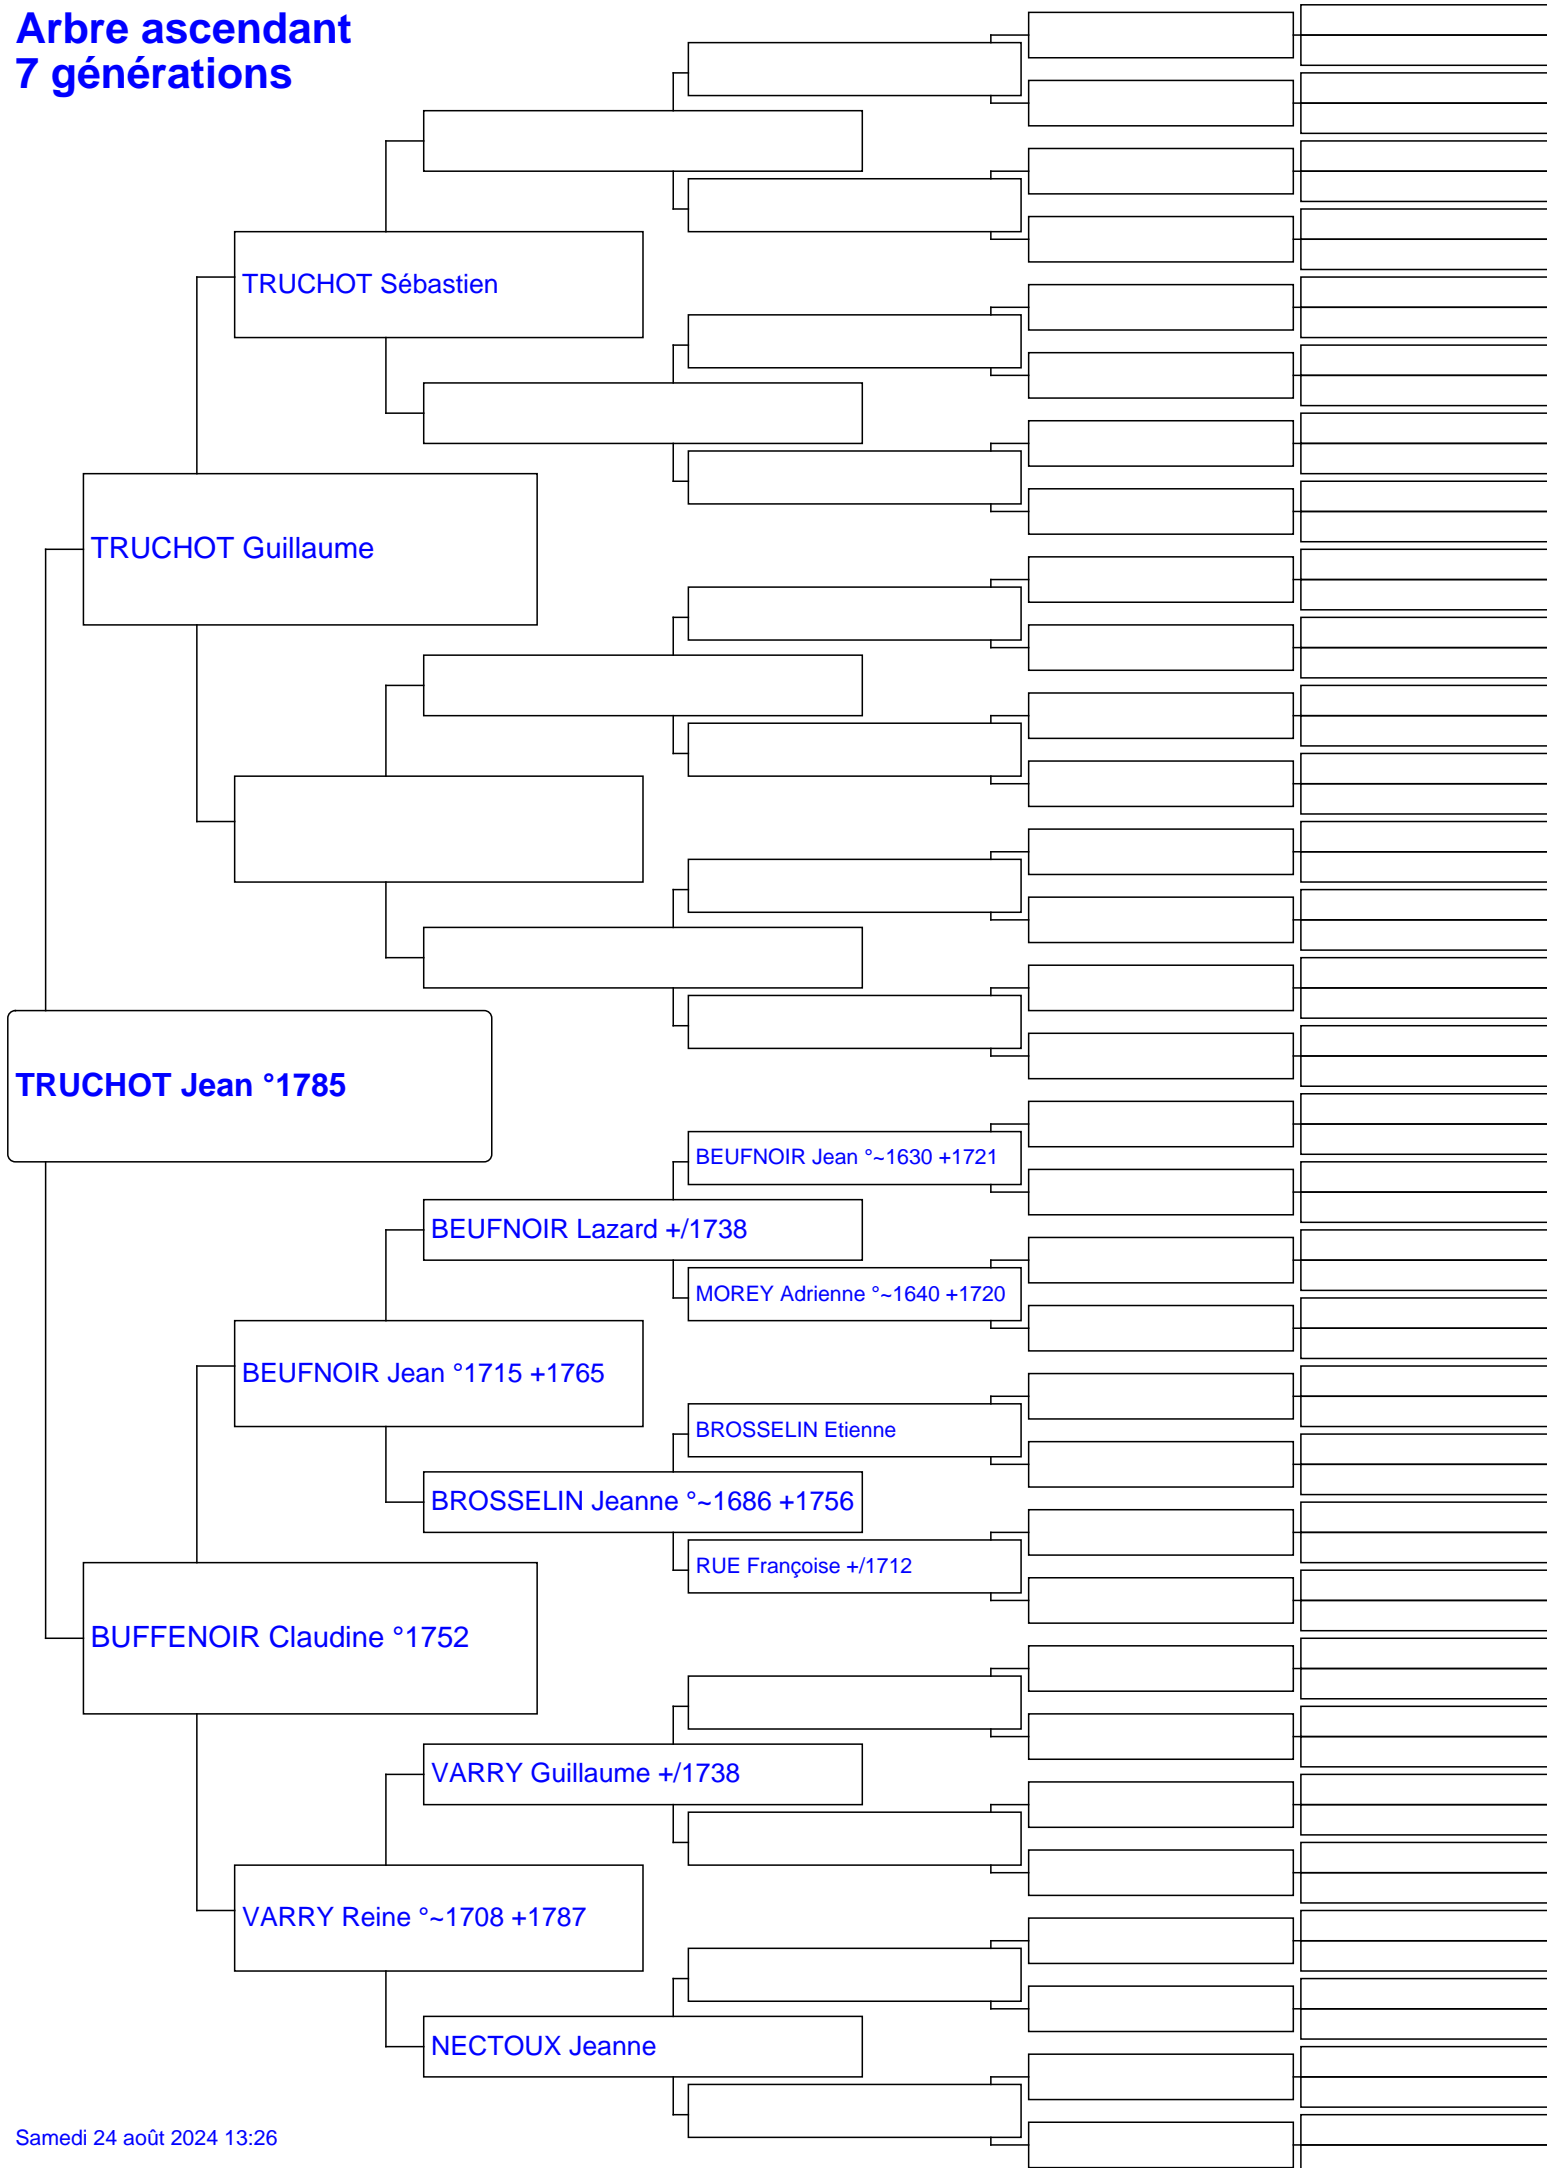 Arbre ascendant
7 générations
TRUCHOT Sébastien
TRUCHOT Guillaume
TRUCHOT Jean °1785
BEUFNOIR Jean °~1630 +1721
BEUFNOIR Lazard +/1738
MOREY Adrienne °~1640 +1720
BEUFNOIR Jean °1715 +1765
BROSSELIN Etienne
BROSSELIN Jeanne °~1686 +1756
RUE Françoise +/1712
BUFFENOIR Claudine °1752
VARRY Guillaume +/1738
VARRY Reine °~1708 +1787
NECTOUX Jeanne
Samedi 24 août 2024 13:26